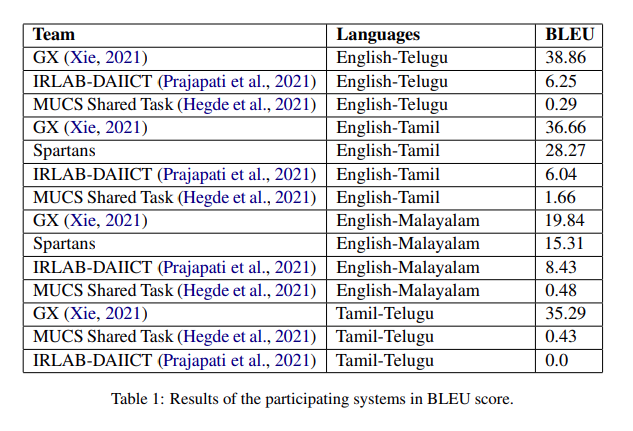 Team Languages BLEU
GX (Xie, 2021) English-Telugu 38.86
IRLAB-DAIICT (Prajapati et al., 2021) English-Telugu 6.25
MUCS Shared Task (Hegde et al., 2021) English-Telugu 0.29
GX (Xie, 2021) English-Tamil 36.66
Spartans English-Tamil 28.27
IRLAB-DAIICT (Prajapati et al., 2021) English-Tamil 6.04
MUCS Shared Task (Hegde et al., 2021) English-Tamil 1.66
GX (Xie, 2021) English-Malayalam 19.84
Spartans English-Malayalam 15.31
IRLAB-DAIICT (Prajapati et al., 2021) English-Malayalam 8.43
MUCS Shared Task (Hegde et al., 2021) English-Malayalam 0.48
GX (Xie, 2021) Tamil-Telugu 35.29
MUCS Shared Task (Hegde et al., 2021) Tamil-Telugu 0.43
IRLAB-DAIICT (Prajapati et al., 2021) Tamil-Telugu 0.0
Table 1: Results of the participating systems in BLEU score.